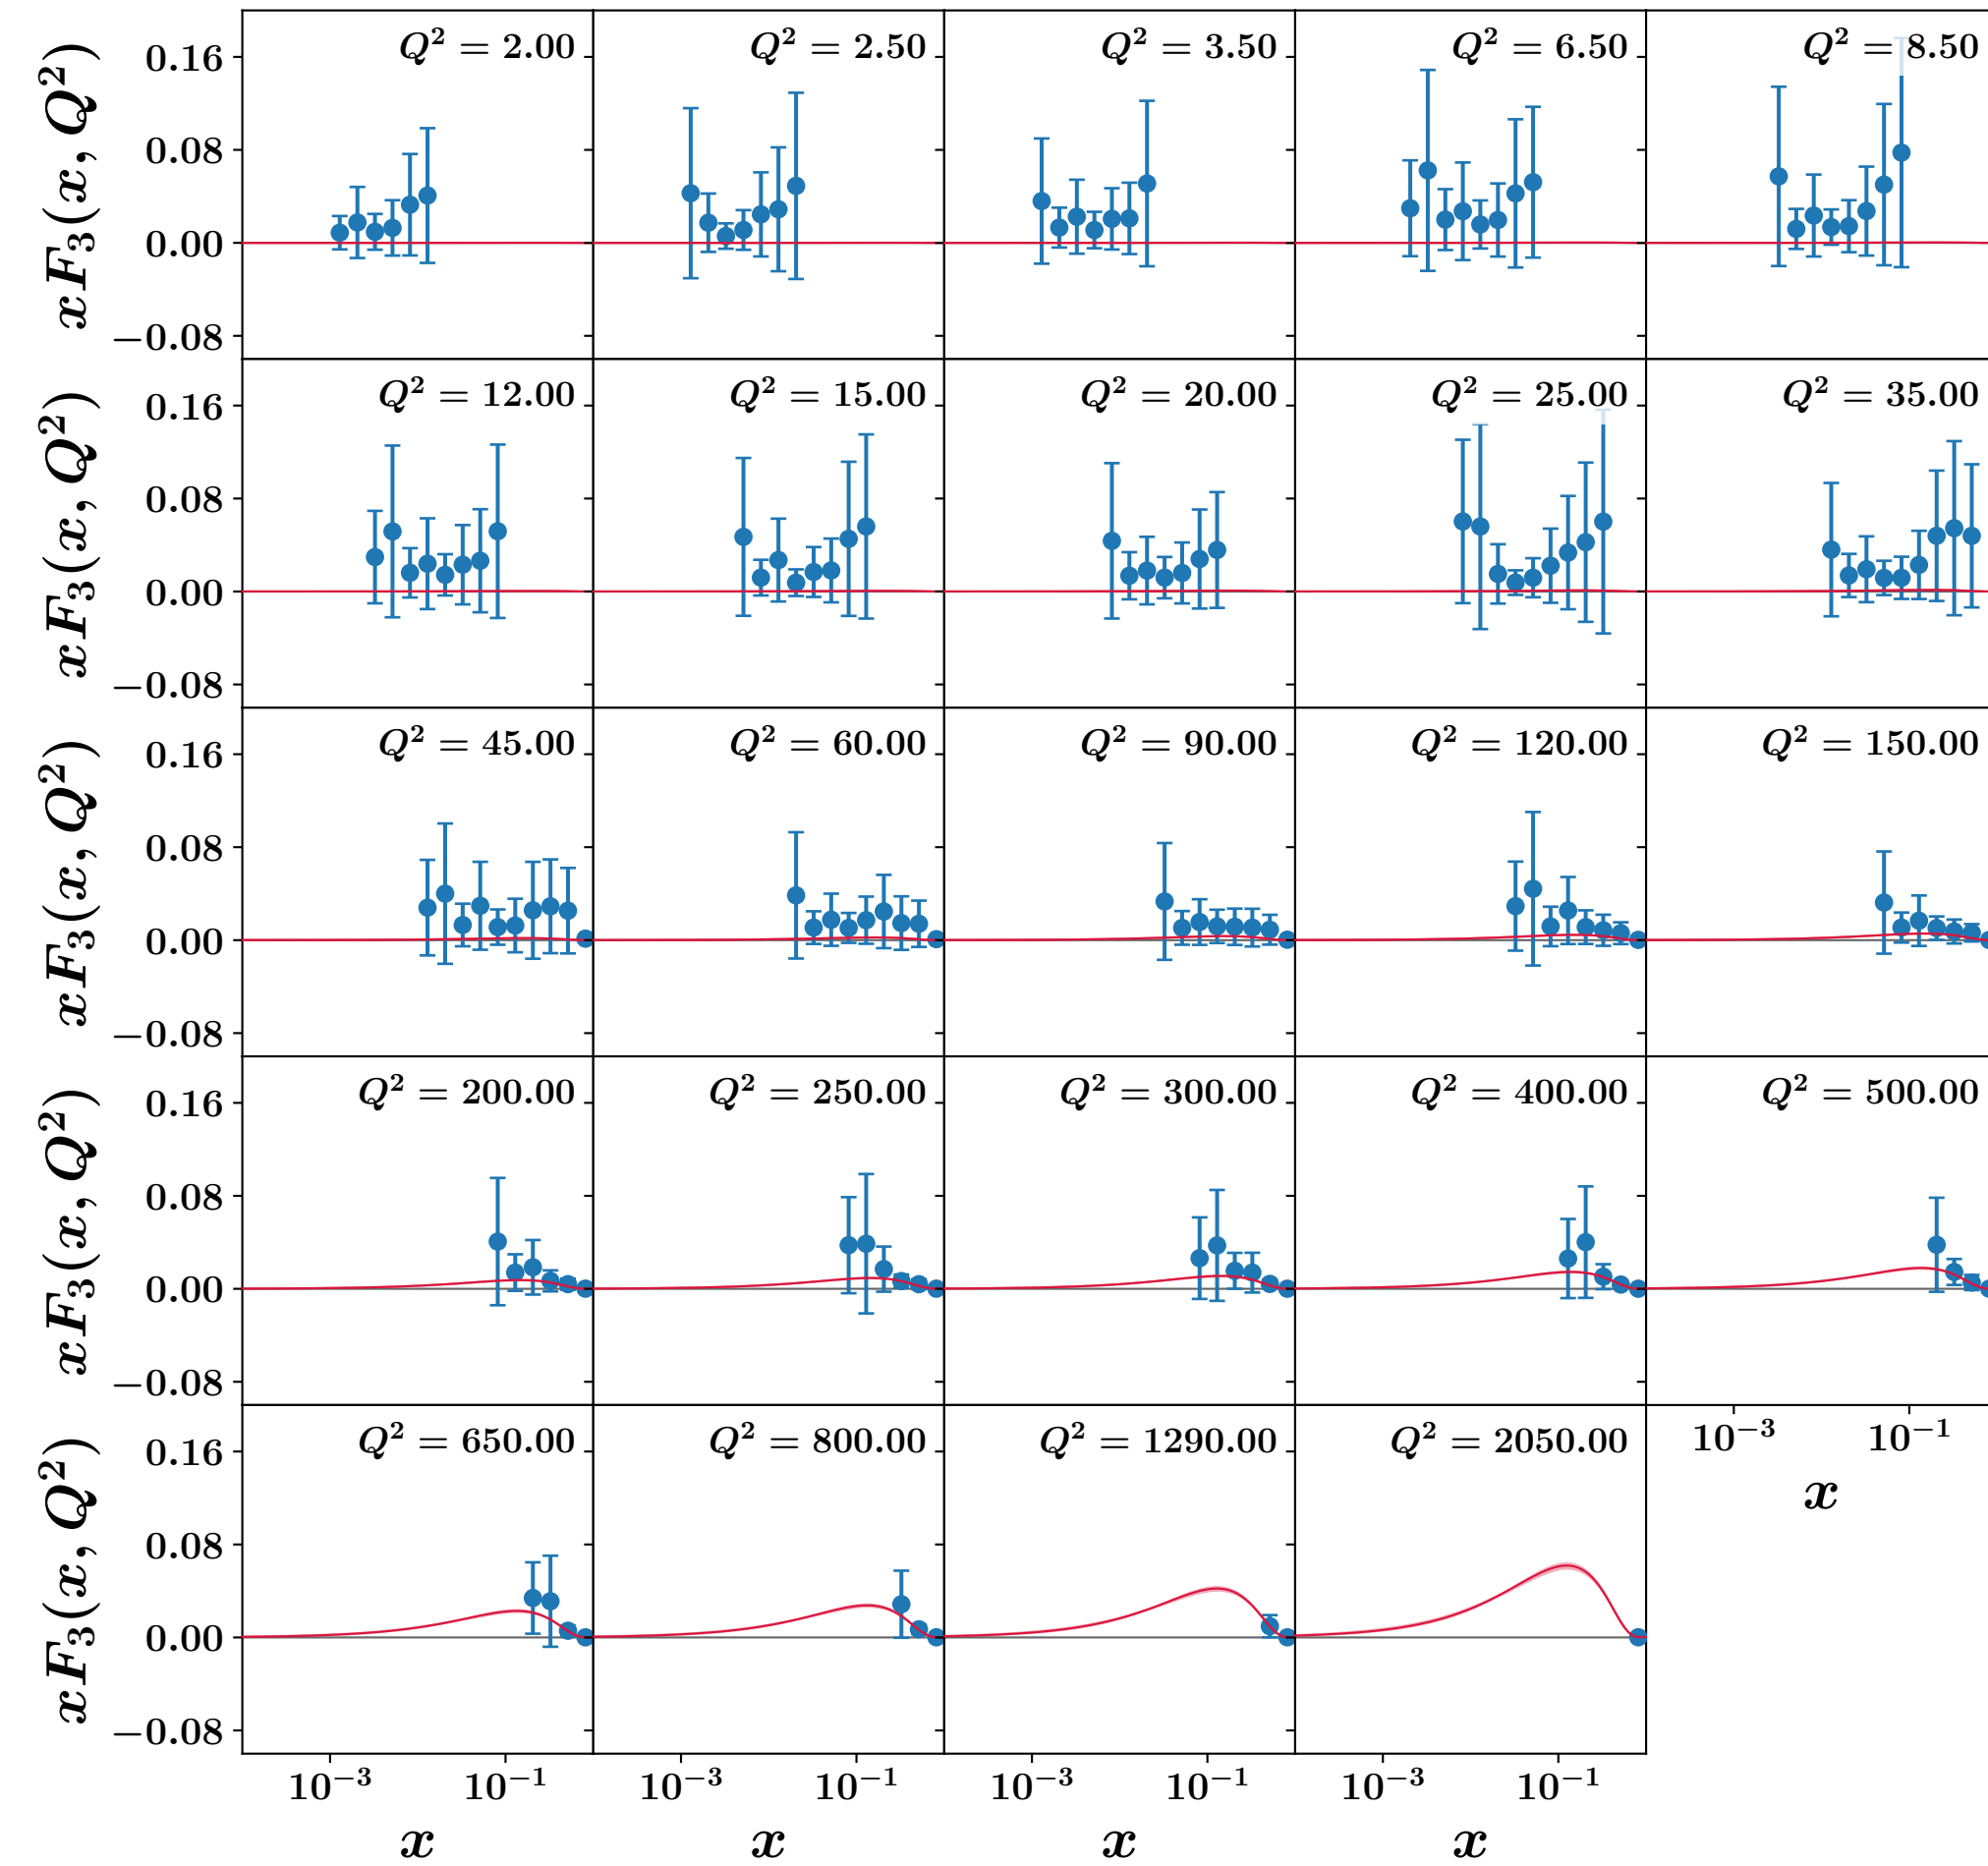 xF₃(x, Q²)
0.16
0.08
0.00
−0.08
Q² = 2.00
Q² = 2.50
Q² = 3.50
Q² = 6.50
Q² = 8.50
xF₃(x, Q²)
0.16
0.08
0.00
−0.08
Q² = 12.00
Q² = 15.00
Q² = 20.00
Q² = 25.00
Q² = 35.00
xF₃(x, Q²)
0.16
0.08
0.00
−0.08
Q² = 45.00
Q² = 60.00
Q² = 90.00
Q² = 120.00
Q² = 150.00
xF₃(x, Q²)
0.16
0.08
0.00
−0.08
Q² = 200.00
Q² = 250.00
Q² = 300.00
Q² = 400.00
Q² = 500.00
xF₃(x, Q²)
0.16
0.08
0.00
−0.08
Q² = 650.00
Q² = 800.00
Q² = 1290.00
Q² = 2050.00
10⁻³ 10⁻¹
x
10⁻³ 10⁻¹
x
10⁻³ 10⁻¹
x
10⁻³ 10⁻¹
x
10⁻³ 10⁻¹
x